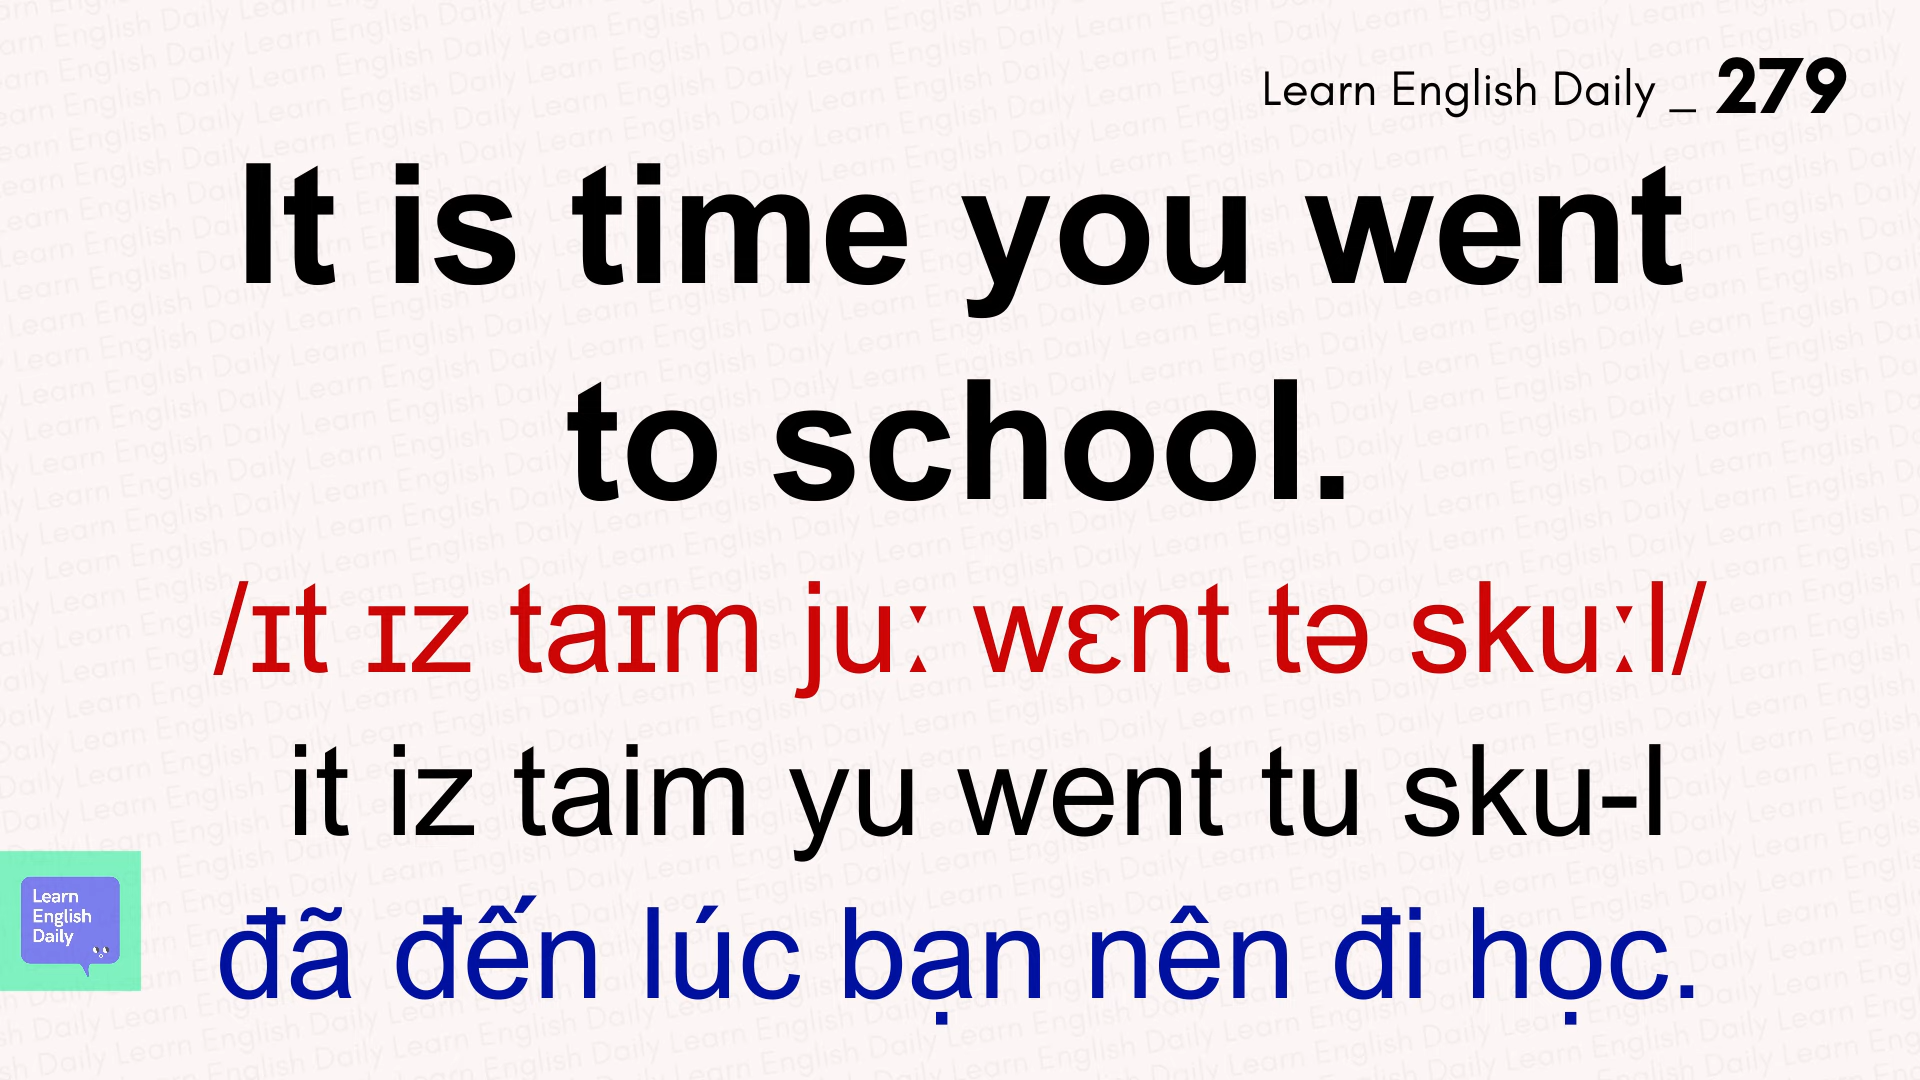 Learn English Daily _ 279
It is time you went
to school.
/ɪt ɪz taɪm juː wɛnt tə skuːl/
it iz taim yu went tu sku-l
đã đến lúc bạn nên đi học.
Learn
English
Daily